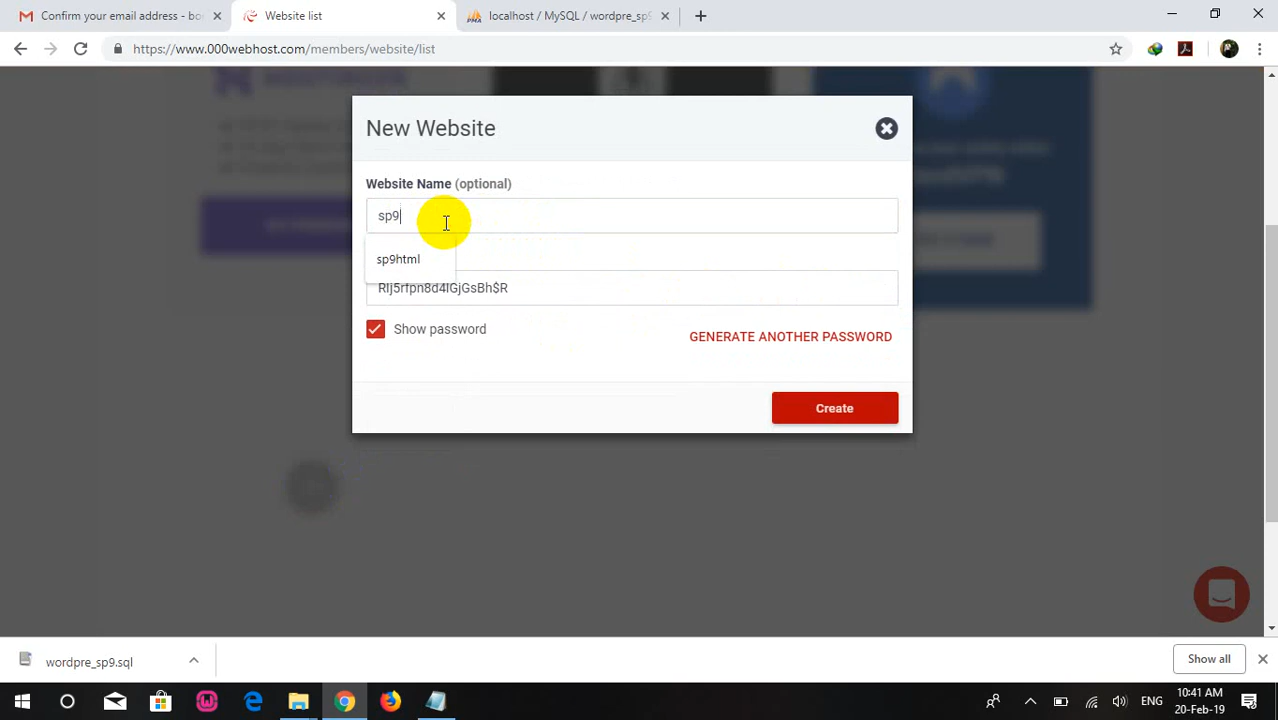 Confirm your email address - bo
Website list
localhost / MySQL / wordpre_sp9
https://www.000webhost.com/members/website/list
New Website
Website Name (optional)
sp9
sp9html
RIj5rfpn8d4IGjGsBh$R
Show password
GENERATE ANOTHER PASSWORD
Create
wordpre_sp9.sql
Show all
ENG
10:41 AM
20-Feb-19